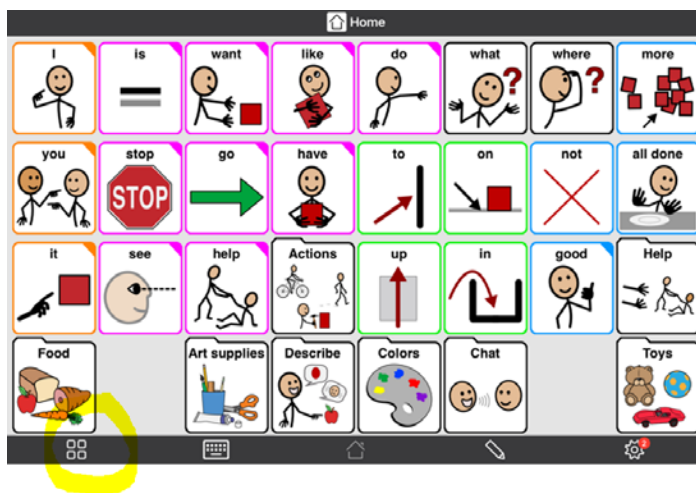 Home
I is want like do what where more
you stop go have to on not all done
STOP
it see help Actions up in good Help
Food Art supplies Describe Colors Chat Toys
2